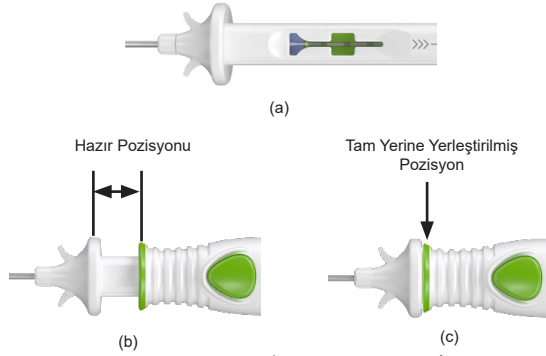 (a)
Hazır Pozisyonu
Tam Yerine Yerleştirilmiş
Pozisyon
(b)
(c)